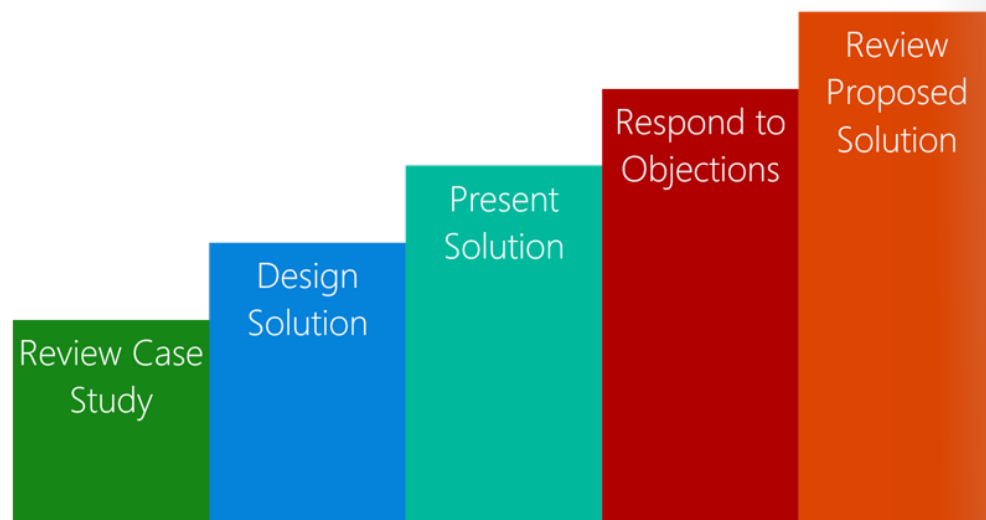 Review Case
Study
Design
Solution
Present
Solution
Respond to
Objections
Review
Proposed
Solution